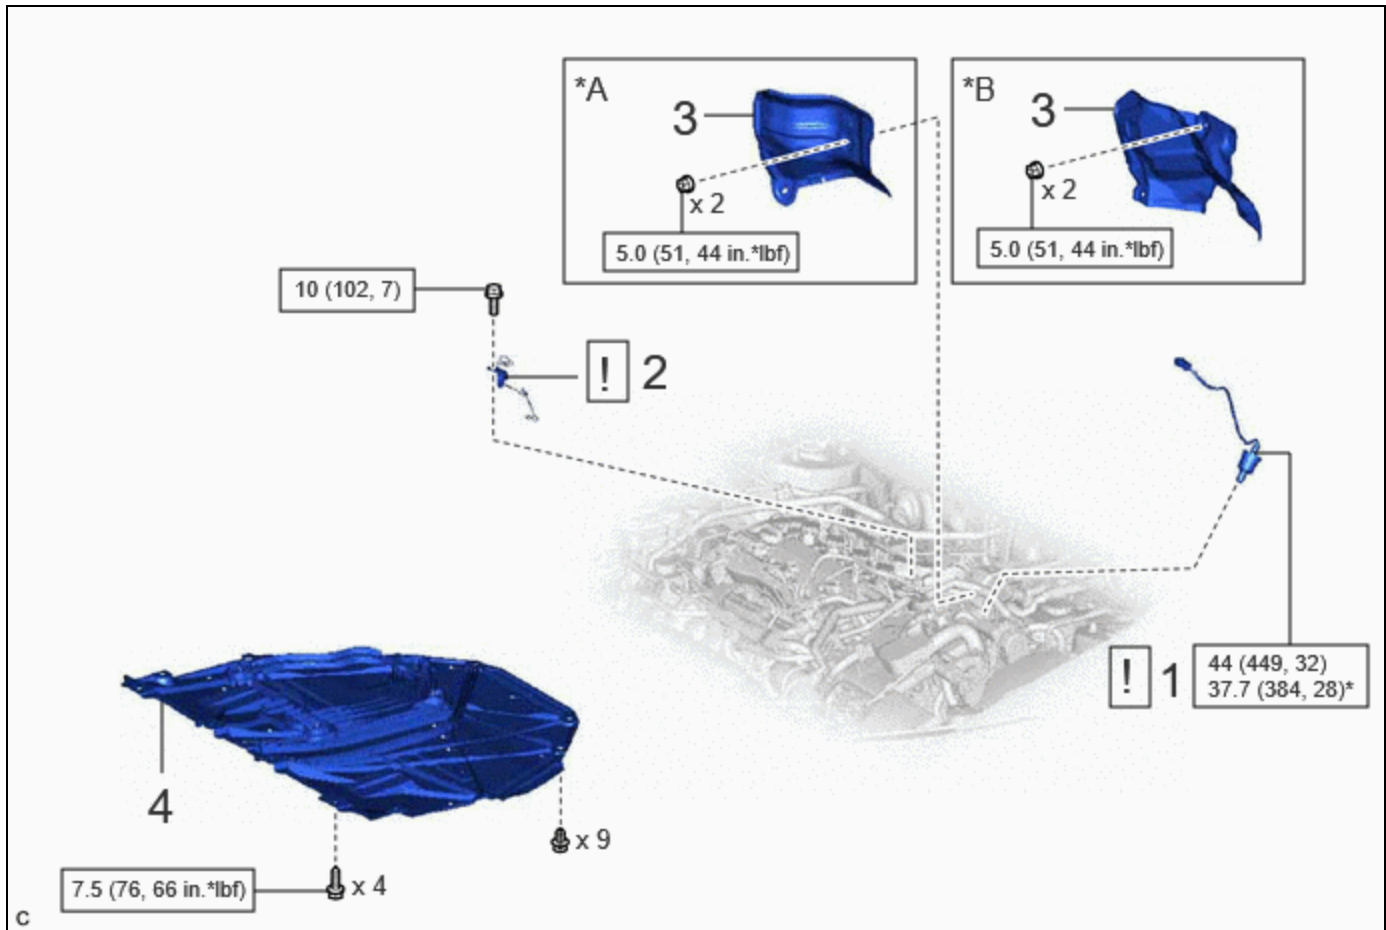 *A
3
x 2
5.0 (51, 44 in.*lbf)
*B
3
x 2
5.0 (51, 44 in.*lbf)
10 (102, 7)
! 2
! 1
44 (449, 32)
37.7 (384, 28)*
4
x 9
x 4
7.5 (76, 66 in.*lbf)
C